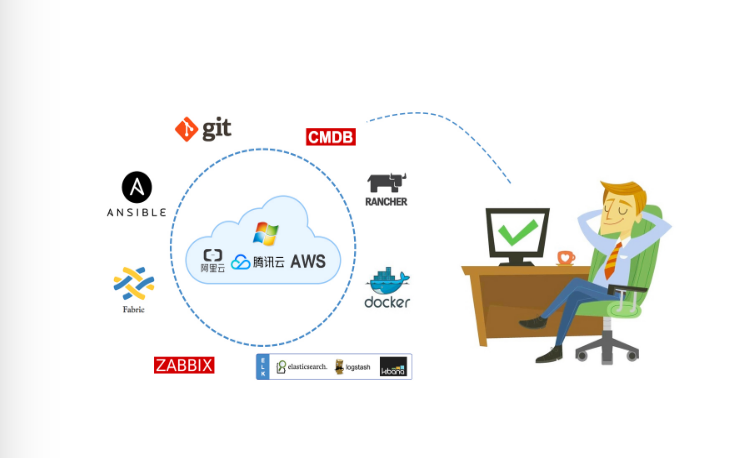 git
CMDB
ANSIBLE
RANCHER
阿里云
腾讯云
AWS
Fabric
docker
ZABBIX
ELK
elasticsearch.
logstash
kibana